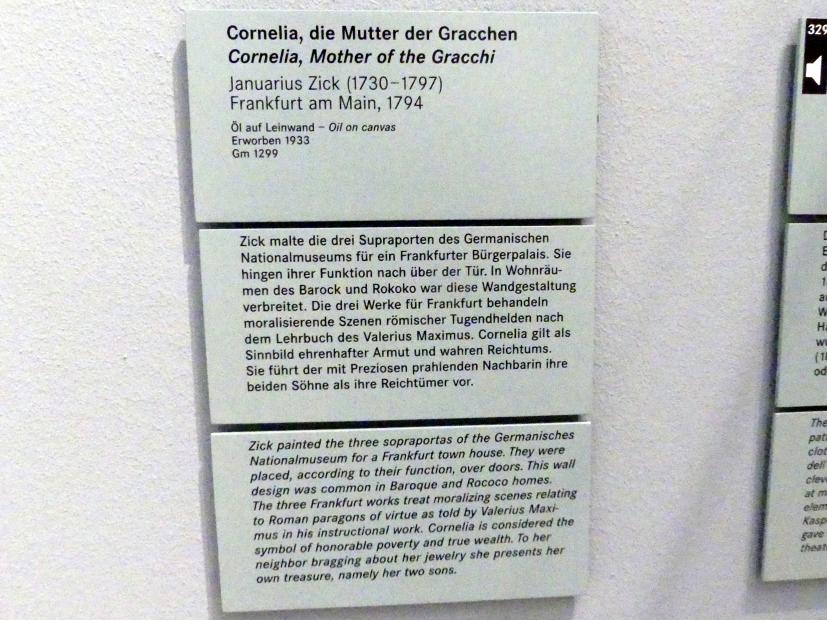 Cornelia, die Mutter der Gracchen
Cornelia, Mother of the Gracchi
Januarius Zick (1730–1797)
Frankfurt am Main, 1794
Öl auf Leinwand – Oil on canvas
Erworben 1933
Gm 1299
Zick malte die drei Supraporten des Germanischen
Nationalmuseums für ein Frankfurter Bürgerpalais. Sie
hingen ihrer Funktion nach über der Tür. In Wohnräu-
men des Barock und Rokoko war diese Wandgestaltung
verbreitet. Die drei Werke für Frankfurt behandeln
moralisierende Szenen römischer Tugendhelden nach
dem Lehrbuch des Valerius Maximus. Cornelia gilt als
Sinnbild ehrenhafter Armut und wahren Reichtums.
Sie führt der mit Preziosen prahlenden Nachbarin ihre
beiden Söhne als ihre Reichtümer vor.
Zick painted the three sopraportas of the Germanisches
Nationalmuseum for a Frankfurt town house. They were
placed, according to their function, over doors. This wall
design was common in Baroque and Rococo homes.
The three Frankfurt works treat moralizing scenes relating
to Roman paragons of virtue as told by Valerius Maxi-
mus in his instructional work. Cornelia is considered the
symbol of honorable poverty and true wealth. To her
neighbor bragging about her jewelry she presents her
own treasure, namely her two sons.
329
The
at m
Kasp
gave